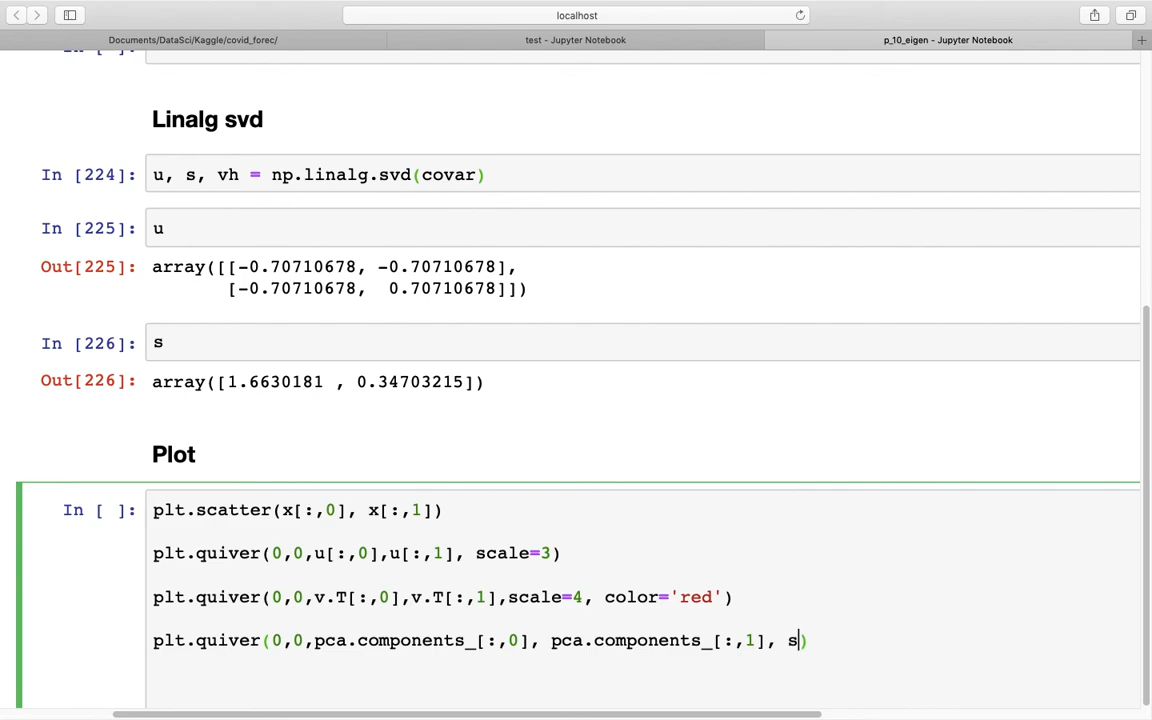 localhost
Documents/DataSci/Kaggle/covid_forec/ test - Jupyter Notebook p_10_eigen - Jupyter Notebook
Linalg svd
In [224]: u, s, vh = np.linalg.svd(covar)
In [225]: u
Out[225]: array([[-0.70710678, -0.70710678],
[-0.70710678, 0.70710678]])
In [226]: s
Out[226]: array([1.6630181 , 0.34703215])
Plot
In [ ]: plt.scatter(x[:,0], x[:,1])
plt.quiver(0,0,u[:,0],u[:,1], scale=3)
plt.quiver(0,0,v.T[:,0],v.T[:,1],scale=4, color='red')
plt.quiver(0,0,pca.components_[:,0], pca.components_[:,1], s)